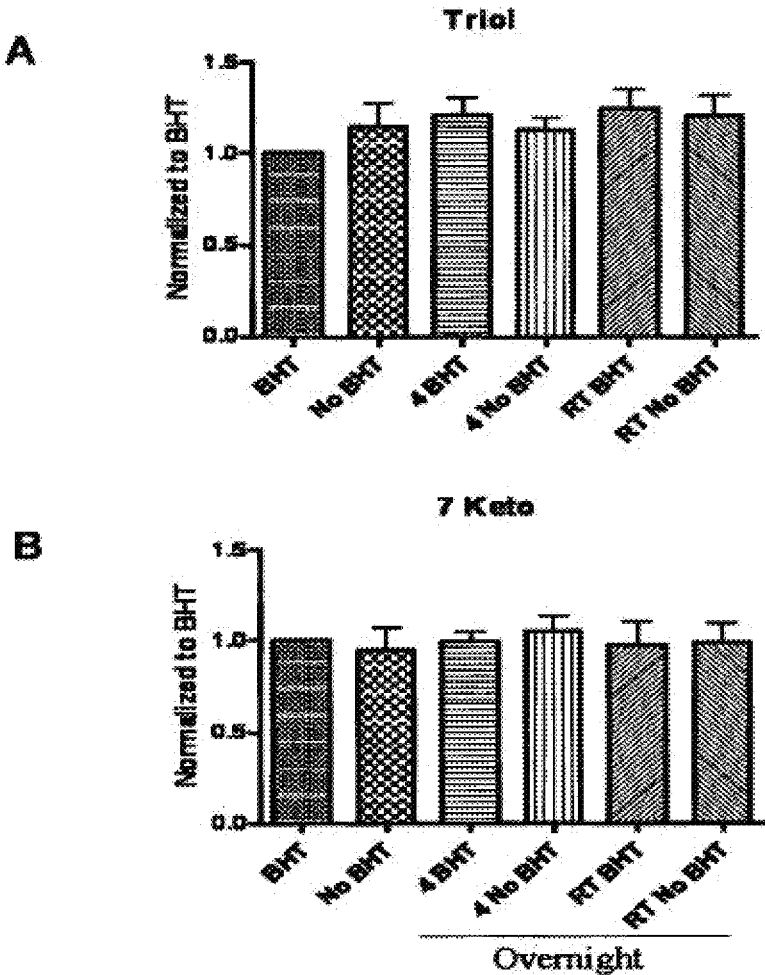 A
Triol
Normalized to BHT
1.5
1.0
0.5
0.0
BHT
No BHT
4 BHT
4 No BHT
RT BHT
RT No BHT
B
7 Keto
Normalized to BHT
1.5
1.0
0.5
0.0
BHT
No BHT
4 BHT
4 No BHT
RT BHT
RT No BHT
Overnight